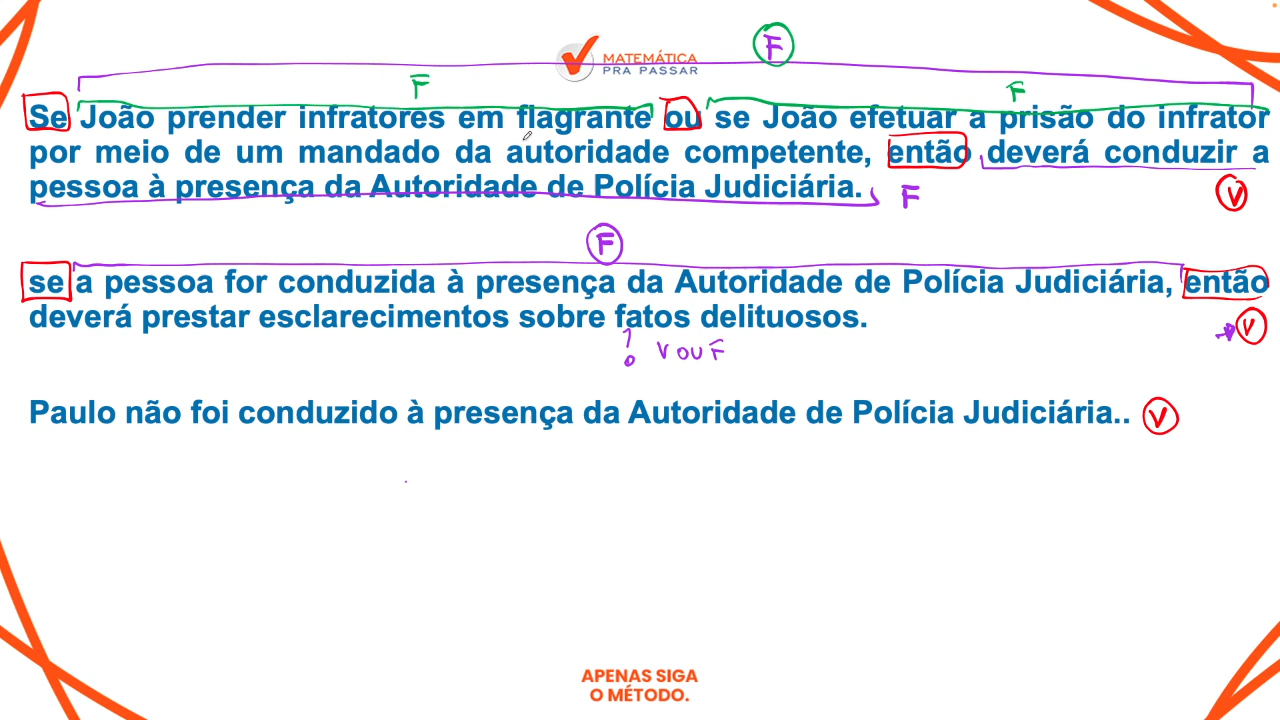 F
MATEMÁTICA
PRA PASSAR
F F
Se João prender infratores em flagrante ou se João efetuar a prisão do infrator
por meio de um mandado da autoridade competente, então deverá conduzir a
pessoa à presença da Autoridade de Polícia Judiciária. F V
F
se a pessoa for conduzida à presença da Autoridade de Polícia Judiciária, então
deverá prestar esclarecimentos sobre fatos delituosos. V
? V OU F
Paulo não foi conduzido à presença da Autoridade de Polícia Judiciária.. V
APENAS SIGA
O MÉTODO.